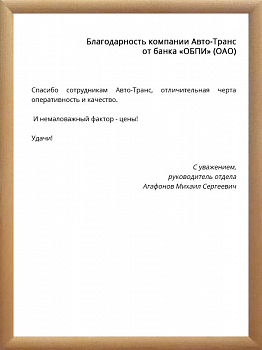 Благодарность компании Авто-Транс
от банка «ОБПИ» (ОАО)
Спасибо сотрудникам Авто-Транс, отличительная черта
оперативность и качество.
И немаловажный фактор - цены!
Удачи!
С уважением,
руководитель отдела
Агафонов Михаил Сергеевич